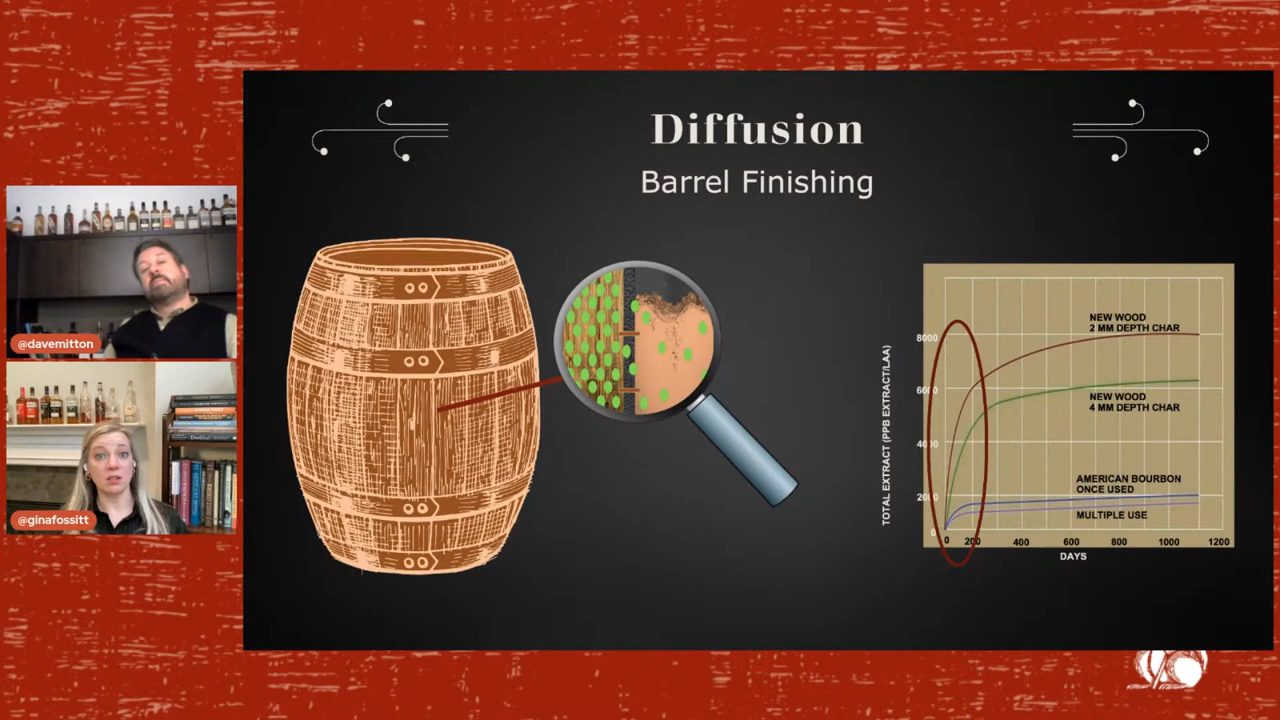 Diffusion
Barrel Finishing
@davemitton
@ginafossitt
TOTAL EXTRACT (PPB EXTRACT/LAA)
8000
6000
4000
2000
0
NEW WOOD
2 MM DEPTH CHAR
NEW WOOD
4 MM DEPTH CHAR
AMERICAN BOURBON
ONCE USED
MULTIPLE USE
0 200 400 600 800 1000 1200
DAYS